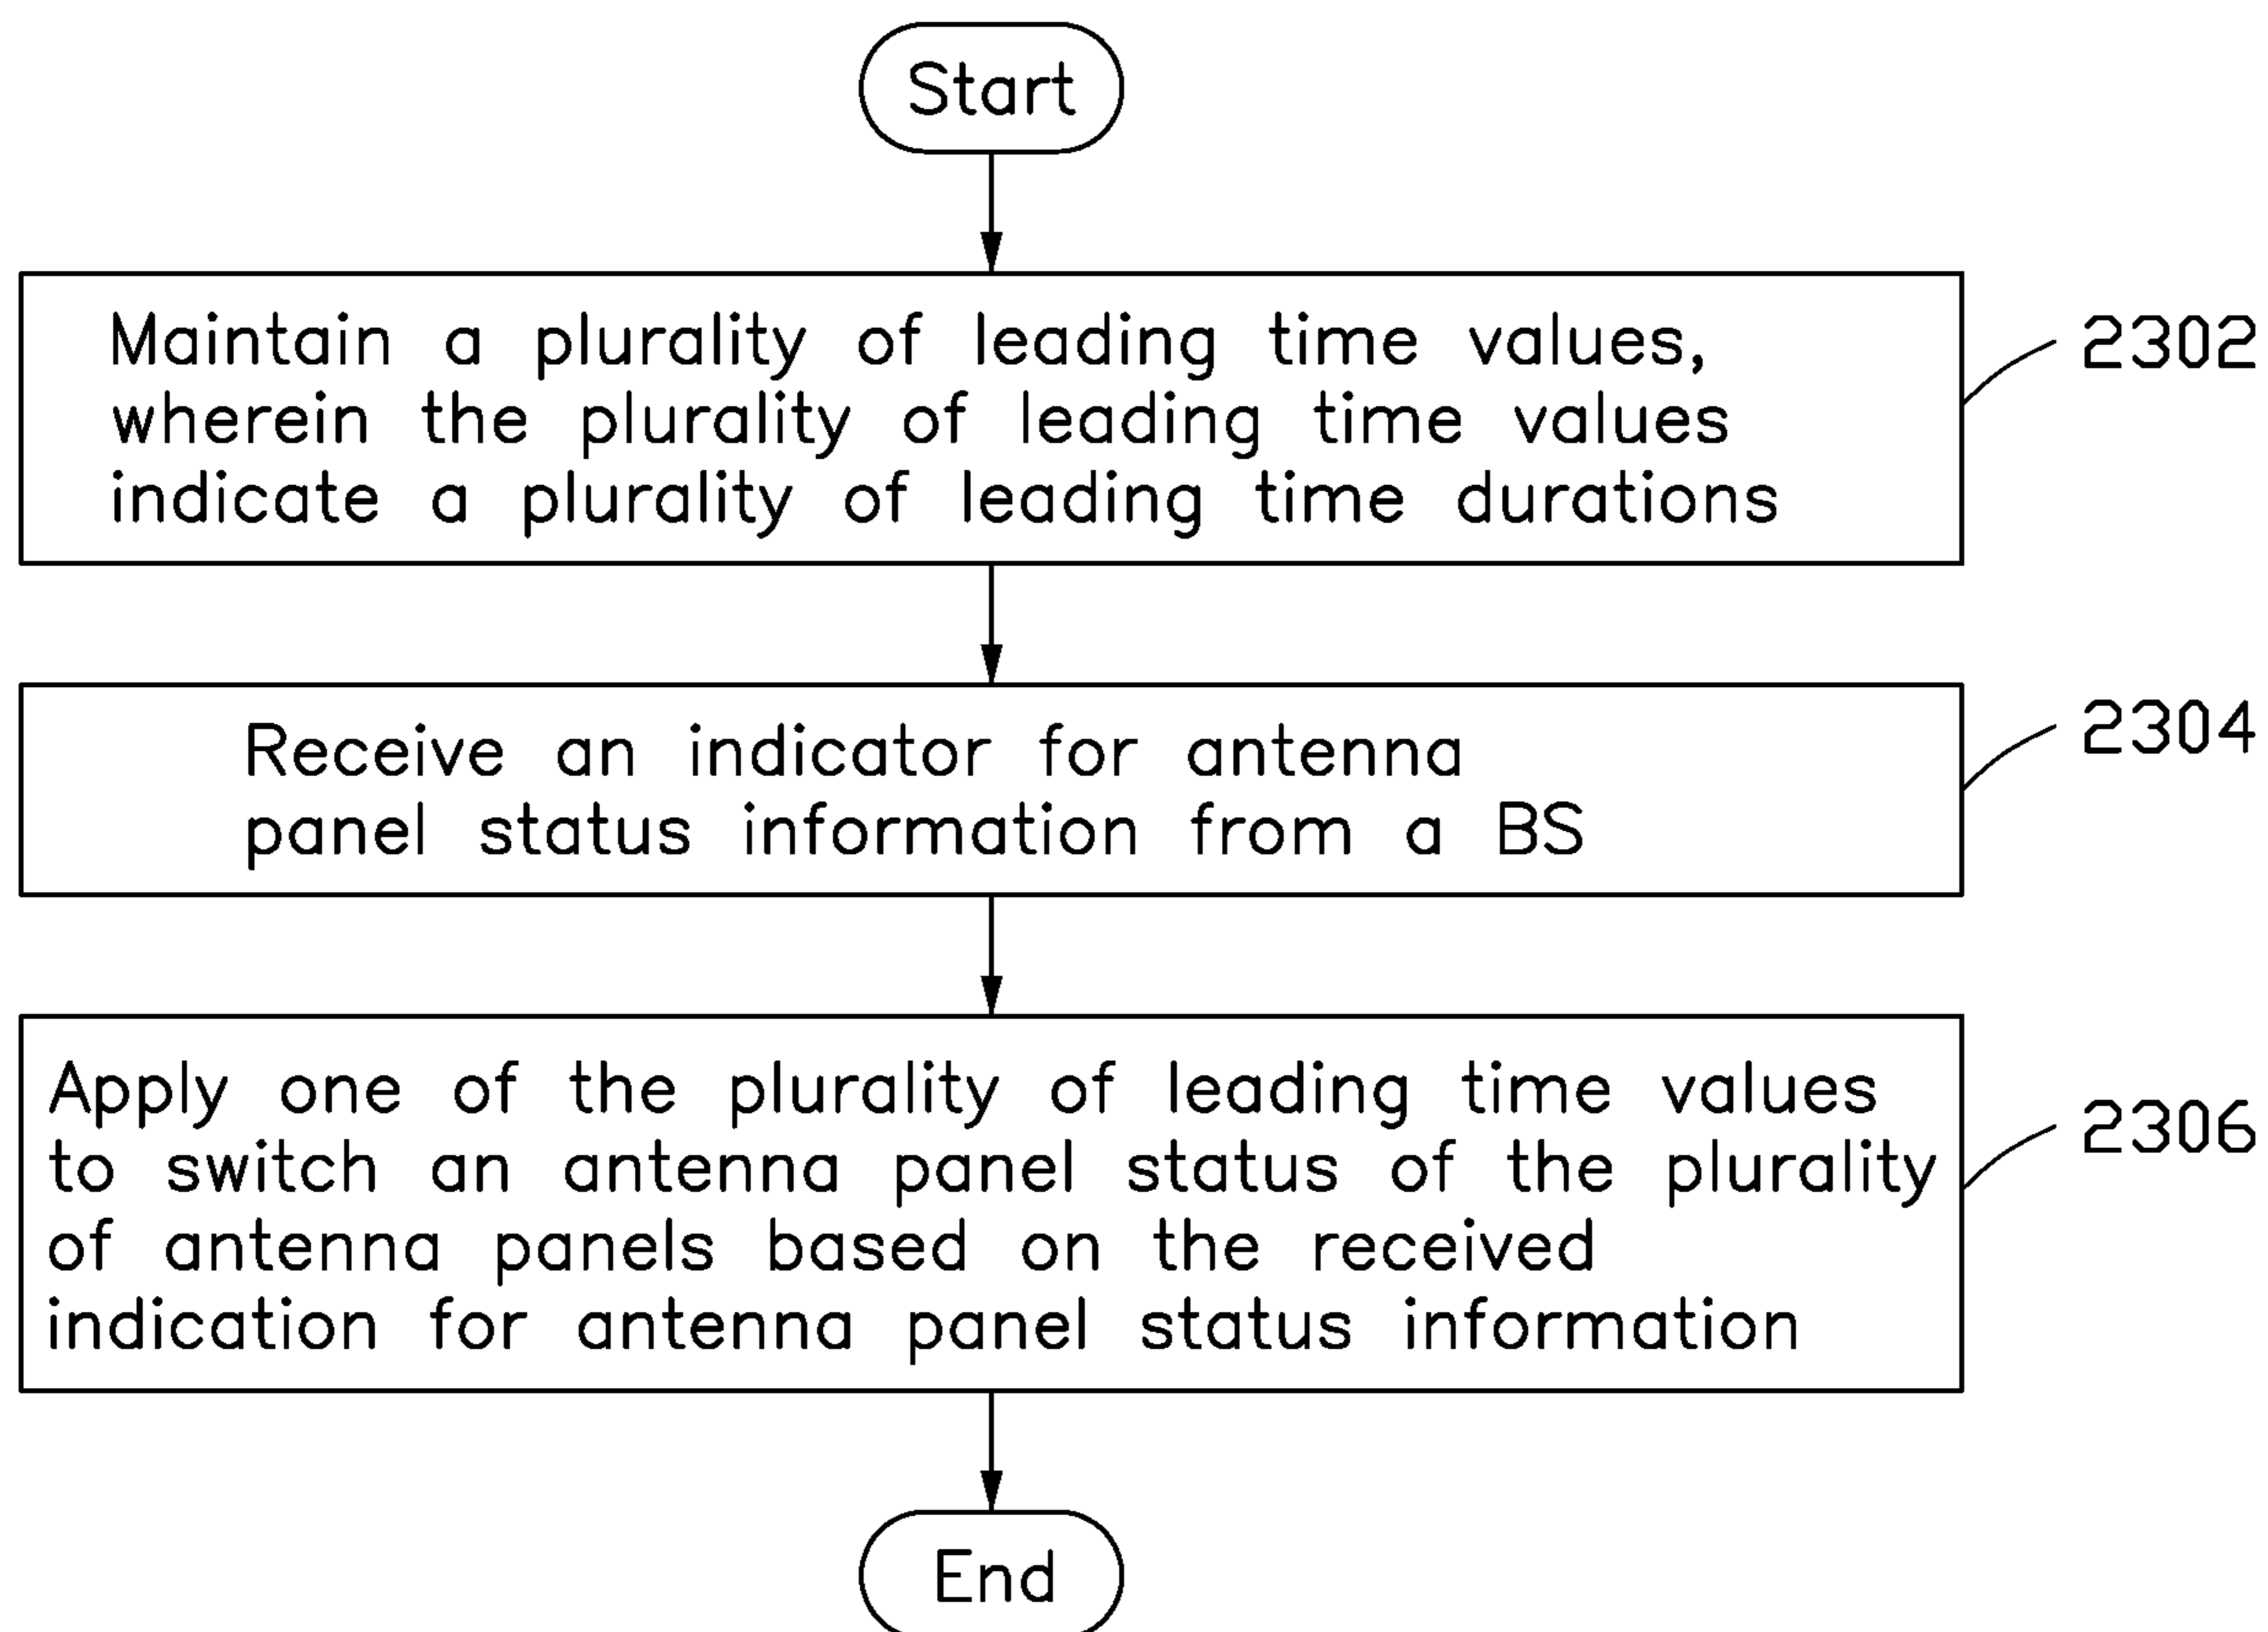 Start
Maintain a plurality of leading time values,
wherein the plurality of leading time values
indicate a plurality of leading time durations
2302
Receive an indicator for antenna
panel status information from a BS
2304
Apply one of the plurality of leading time values
to switch an antenna panel status of the plurality
of antenna panels based on the received
indication for antenna panel status information
2306
End